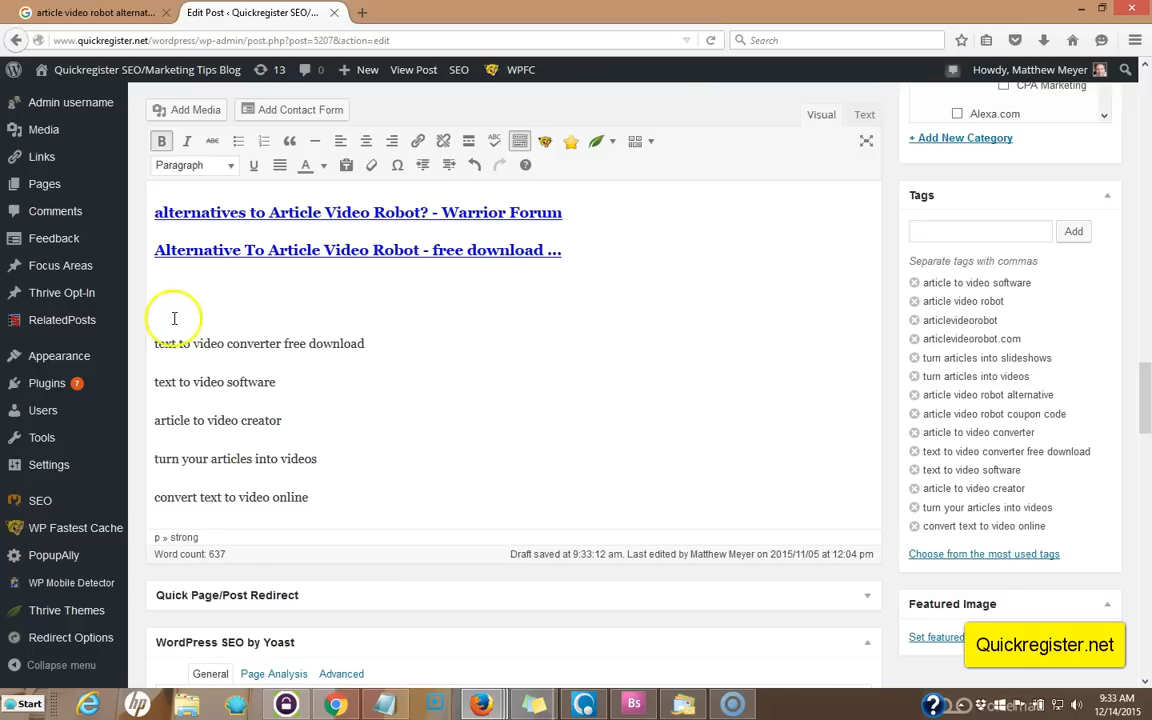 article video robot alternat...
Edit Post ‹ Quickregister SEO/...
www.quickregister.net/wordpress/wp-admin/post.php?post=5207&action=edit
Search
Quickregister SEO/Marketing Tips Blog
13
0
New
View Post
SEO
WPFC
Howdy, Matthew Meyer
Admin username
Media
Links
Pages
Comments
Feedback
Focus Areas
Thrive Opt-In
RelatedPosts
Appearance
Plugins 7
Users
Tools
Settings
SEO
WP Fastest Cache
PopupAlly
WP Mobile Detector
Thrive Themes
Redirect Options
Collapse menu
Add Media
Add Contact Form
Visual
Text
B I ABC
ABC
Paragraph
U
A
alternatives to Article Video Robot? - Warrior Forum
Alternative To Article Video Robot - free download ...
text to video converter free download
text to video software
article to video creator
turn your articles into videos
convert text to video online
p » strong
Word count: 637
Draft saved at 9:33:12 am. Last edited by Matthew Meyer on 2015/11/05 at 12:04 pm
Quick Page/Post Redirect
WordPress SEO by Yoast
General
Page Analysis
Advanced
CPA Marketing
Alexa.com
+ Add New Category
Tags
Add
Separate tags with commas
article to video software
article video robot
articlevideorobot
articlevideorobot.com
turn articles into slideshows
turn articles into videos
article video robot alternative
article video robot coupon code
article to video converter
text to video converter free download
text to video software
article to video creator
turn your articles into videos
convert text to video online
Choose from the most used tags
Featured Image
Set featured
Quickregister.net
Start
hp
Bs
9:33 AM
12/14/2015